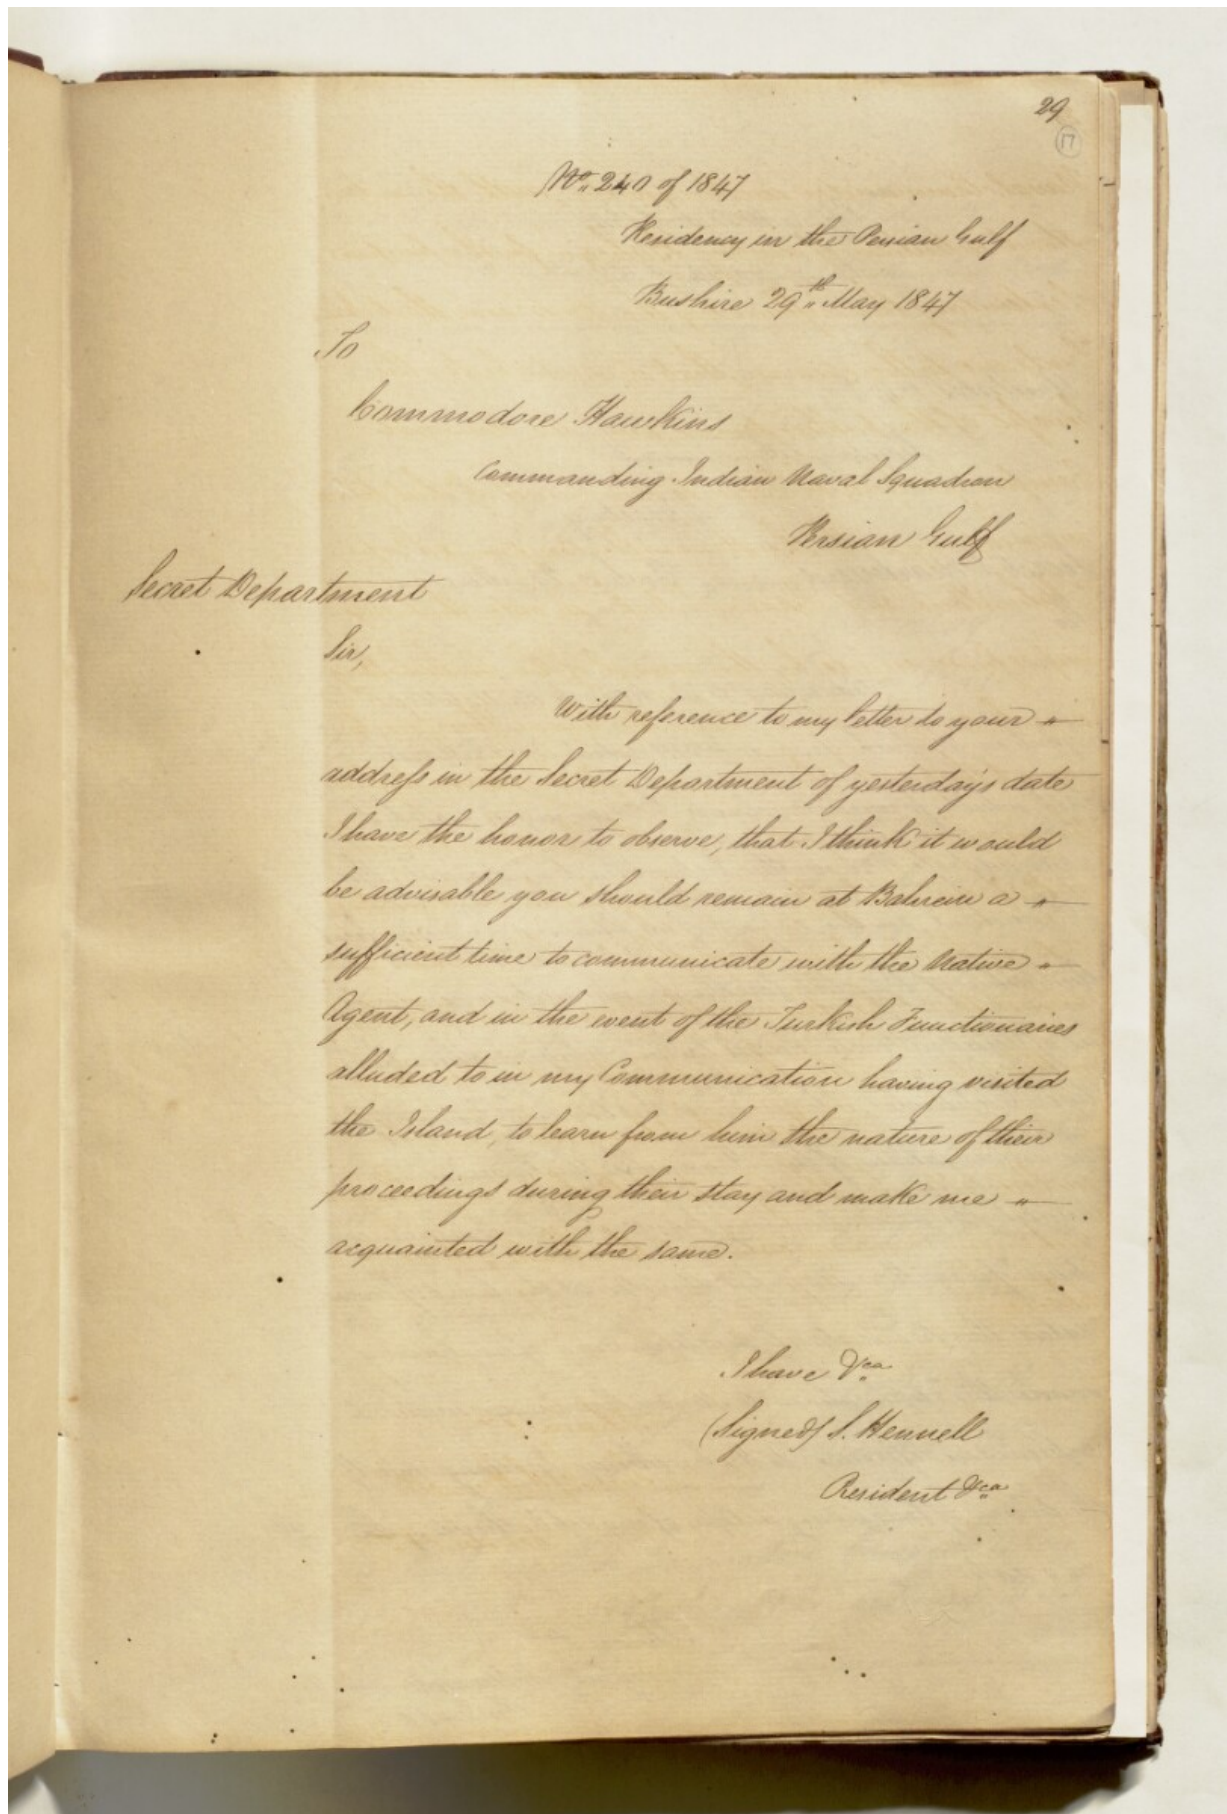 29
17
No. 240 of 1847
Residency in the Persian Gulf
Bushire 29th May 1847
To
Commodore Hawkins
Commanding Indian Naval Squadron
Persian Gulf
Secret Department
Sir,
With reference to my letter to your
addreſs in the Secret Department of yesterday's date
I have the honor to observe, that I think it would
be advisable you should remain at Bahrein a
sufficient time to communicate with the Native
Agent, and in the event of the Turkish Functionaries
alluded to in my Communication having visited
the Island, to learn from him the nature of their
proceedings during their stay and make me
acquainted with the same.
I have &ca
(Signed) S. Hennell
Resident &ca